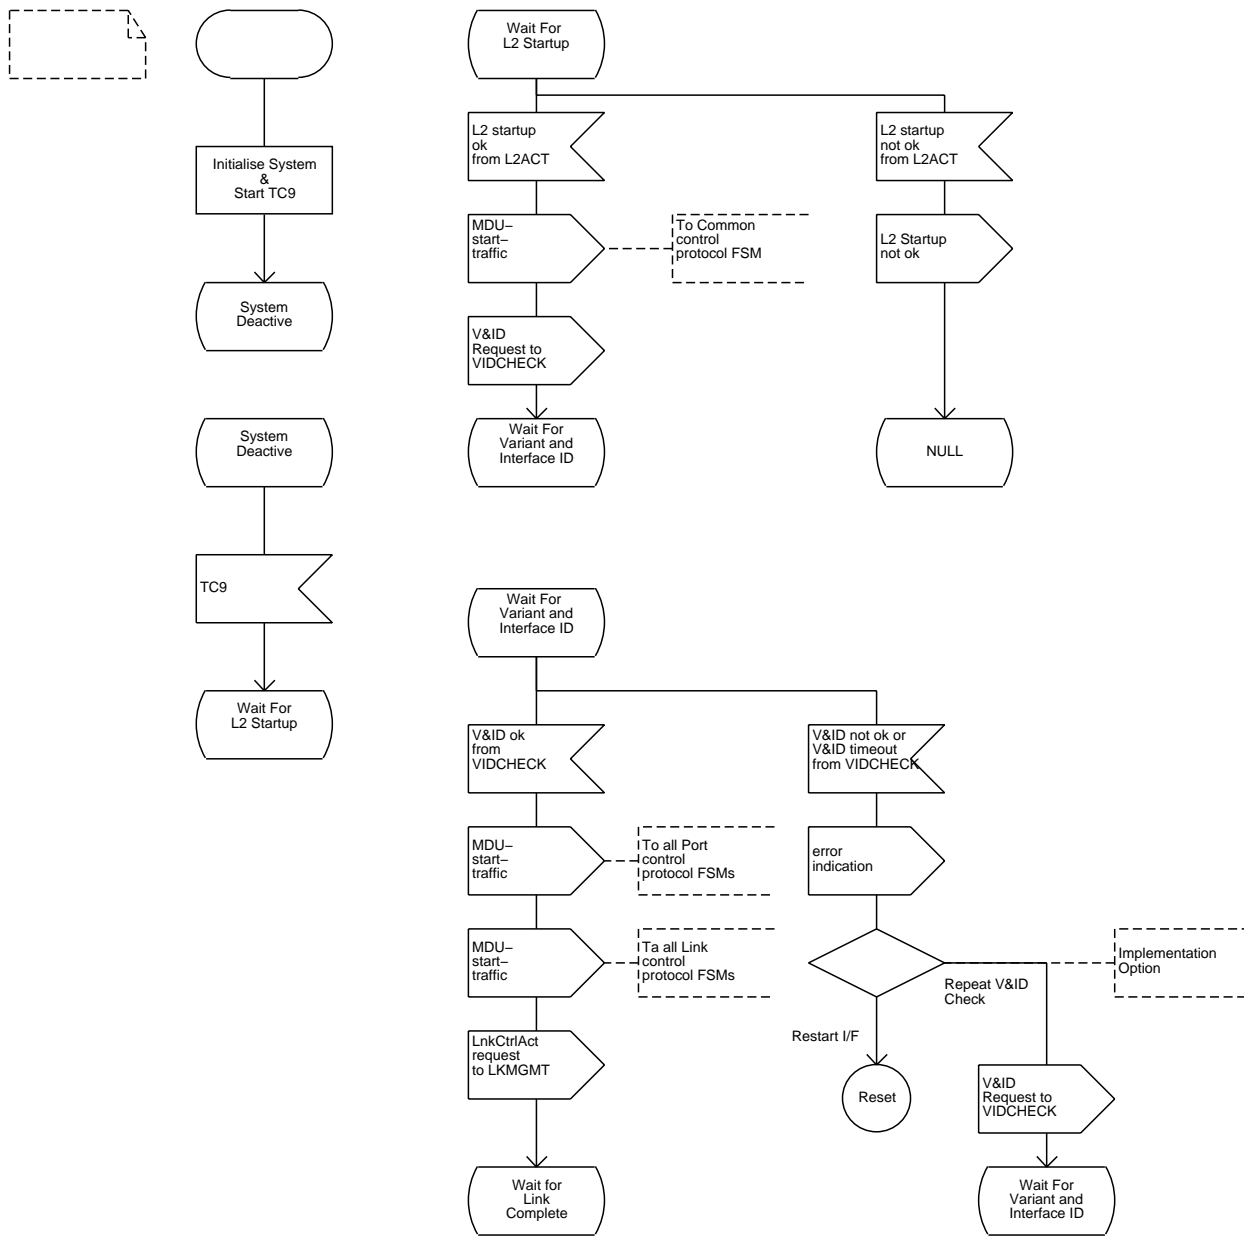 Initialise System
&
Start TC9
System
Deactive
System
Deactive
TC9
Wait For
L2 Startup
Wait For
L2 Startup
L2 startup
ok
from L2ACT
MDU–
start–
traffic
To Common
control
protocol FSM
V&ID
Request to
VIDCHECK
Wait For
Variant and
Interface ID
L2 startup
not ok
from L2ACT
L2 Startup
not ok
NULL
Wait For
Variant and
Interface ID
V&ID ok
from
VIDCHECK
MDU–
start–
traffic
To all Port
control
protocol FSMs
MDU–
start–
traffic
Ta all Link
control
protocol FSMs
LnkCtrlAct
request
to LKMGMT
Wait for
Link
Complete
V&ID not ok or
V&ID timeout
from VIDCHECK
error
indication
Implementation
Option
Repeat V&ID
Check
Restart I/F
Reset
V&ID
Request to
VIDCHECK
Wait For
Variant and
Interface ID